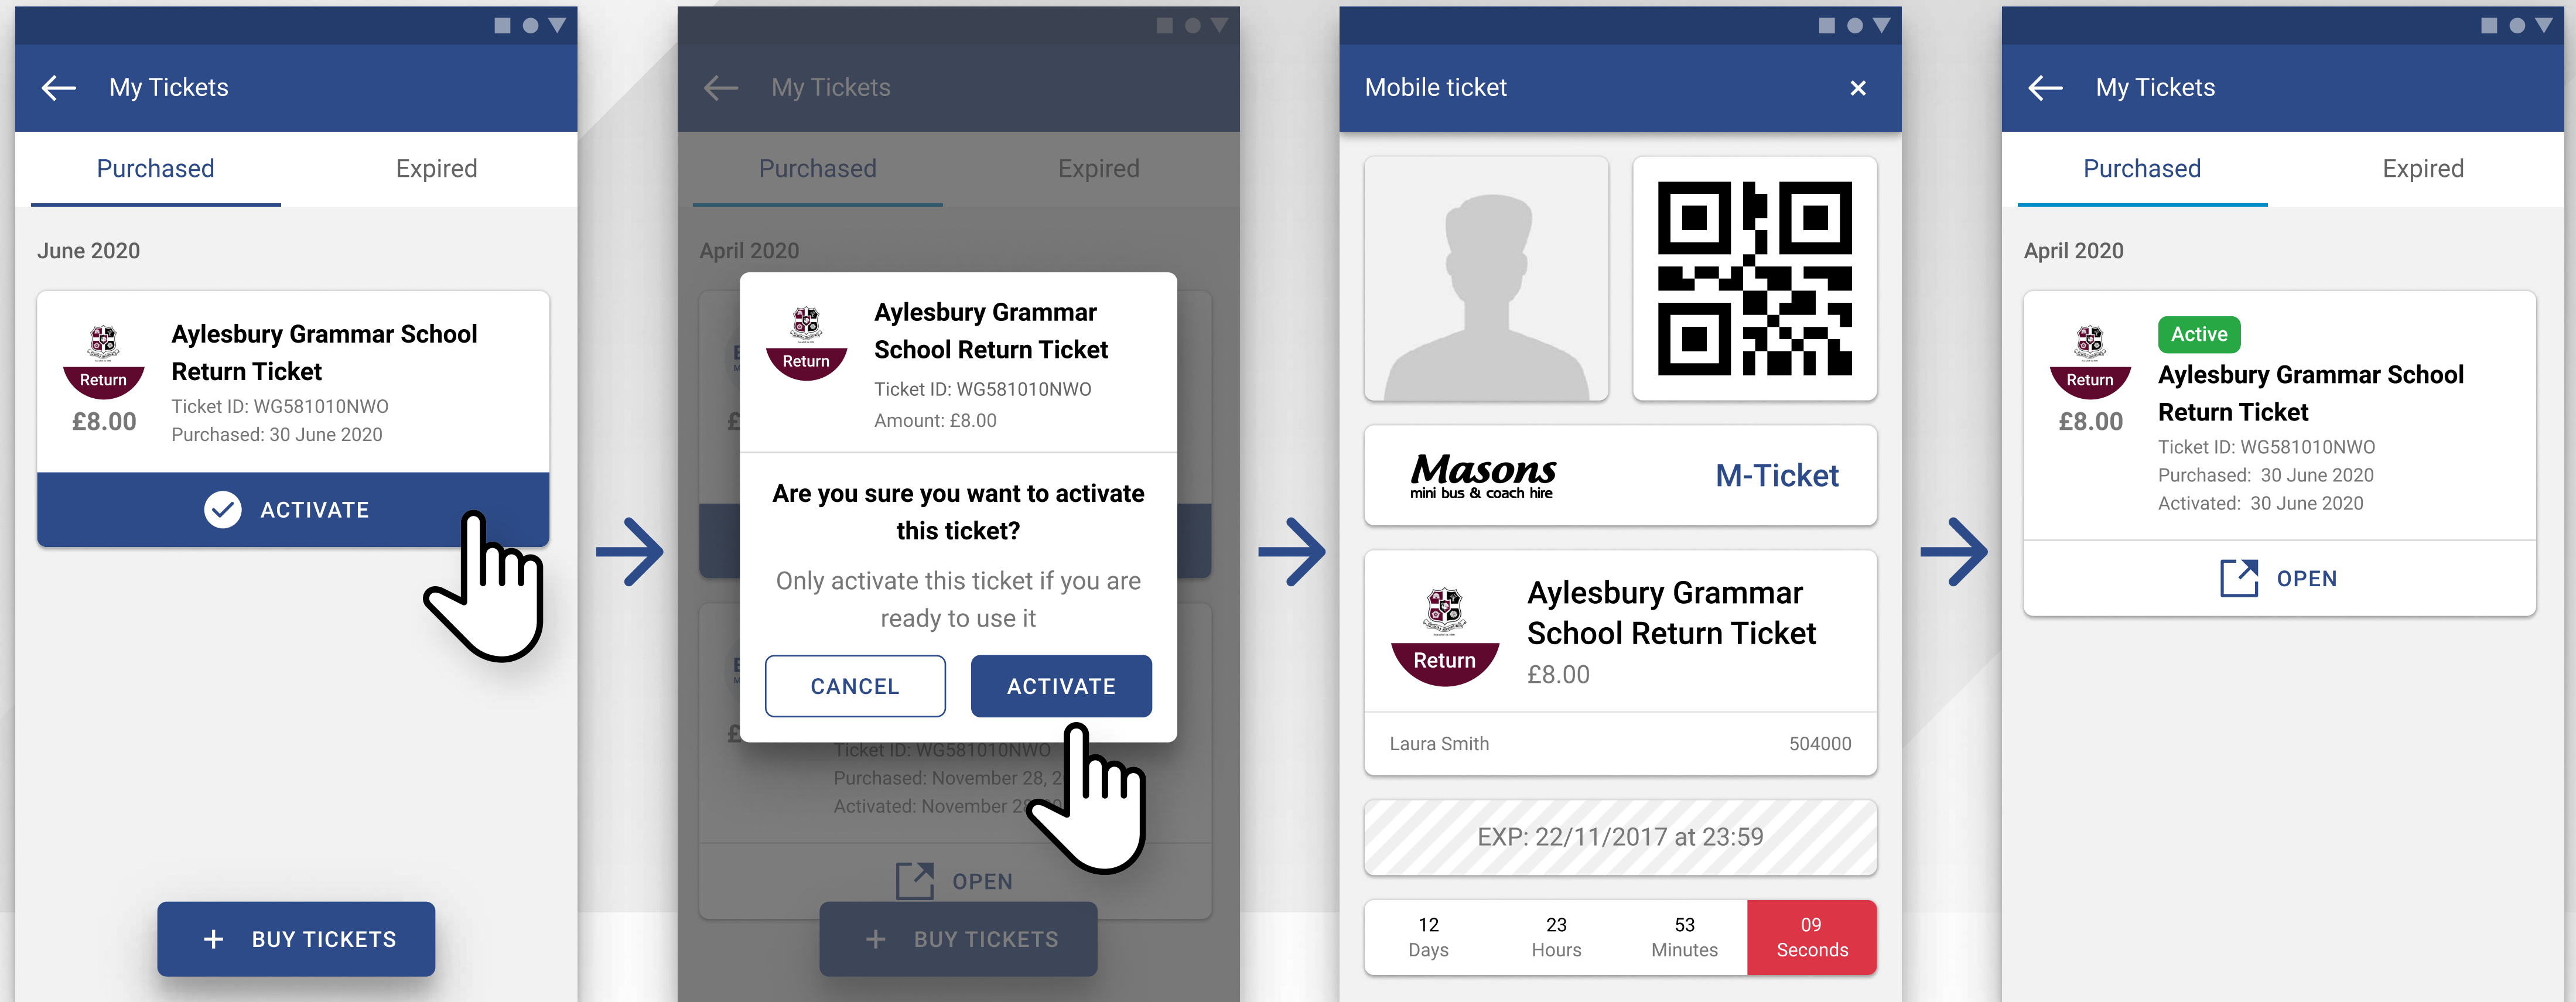 My Tickets
Purchased
Expired
June 2020
Aylesbury Grammar School
Return Ticket
Return
£8.00
Ticket ID: WG581010NWO
Purchased: 30 June 2020
ACTIVATE
+ BUY TICKETS
My Tickets
Purchased
Expired
April 2020
Aylesbury Grammar
School Return Ticket
Return
Ticket ID: WG581010NWO
Amount: £8.00
Are you sure you want to activate
this ticket?
Only activate this ticket if you are
ready to use it
CANCEL
ACTIVATE
Ticket ID: WG581010NWO
Purchased: November 28,
Activated: November
OPEN
+ BUY TICKETS
Mobile ticket
Masons
mini bus & coach hire
M-Ticket
Aylesbury Grammar
School Return Ticket
Return
£8.00
Laura Smith
504000
EXP: 22/11/2017 at 23:59
12
Days
23
Hours
53
Minutes
09
Seconds
My Tickets
Purchased
Expired
April 2020
Active
Aylesbury Grammar School
Return Ticket
Return
£8.00
Ticket ID: WG581010NWO
Purchased: 30 June 2020
Activated: 30 June 2020
OPEN